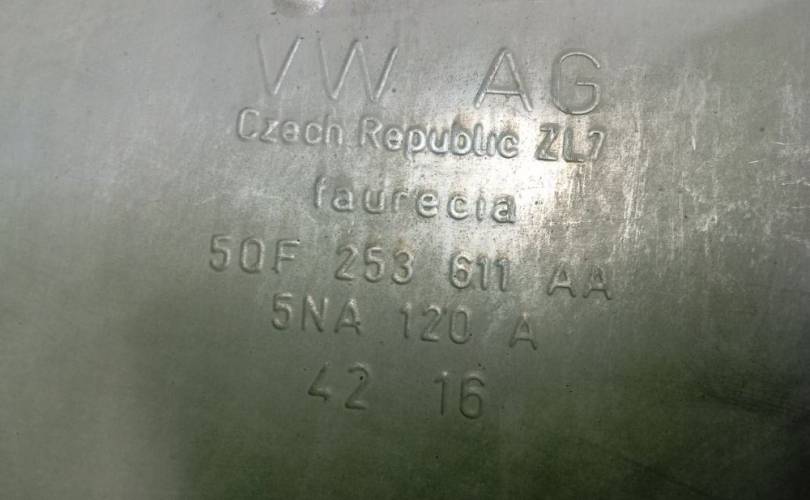 VW AG
Czech Republic ZL7
faurecia
5QF 253 611 AA
5NA 120 A
42 16